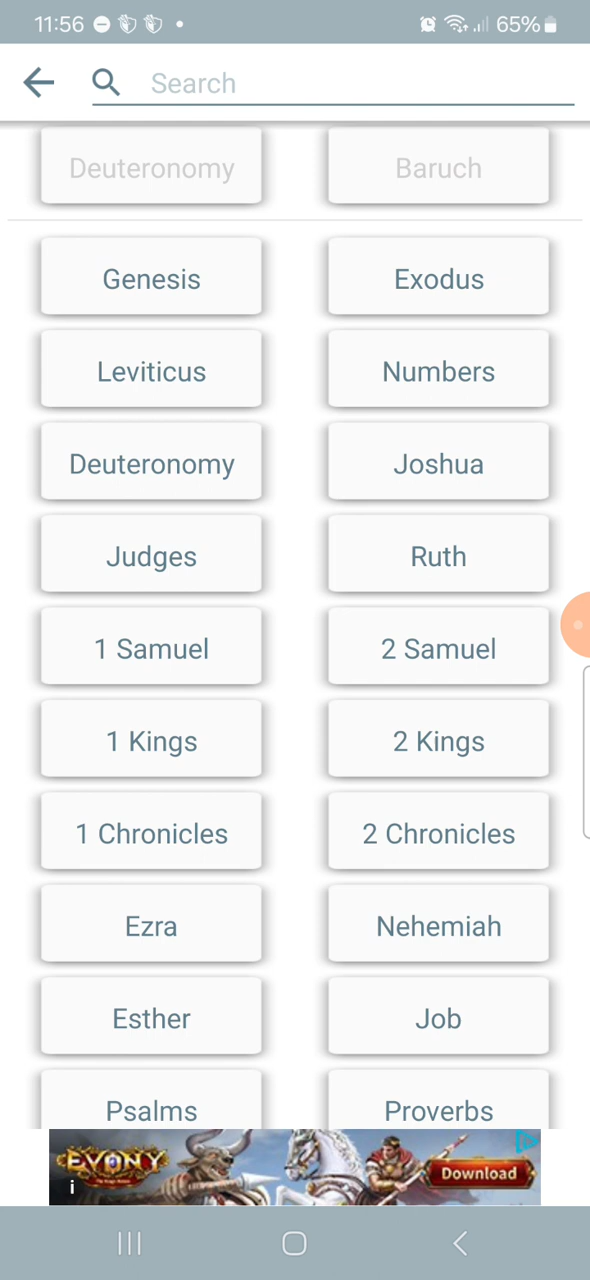 11:56 65%
Search
Deuteronomy Baruch
Genesis Exodus
Leviticus Numbers
Deuteronomy Joshua
Judges Ruth
1 Samuel 2 Samuel
1 Kings 2 Kings
1 Chronicles 2 Chronicles
Ezra Nehemiah
Esther Job
Psalms Proverbs
EVONY
Download
i